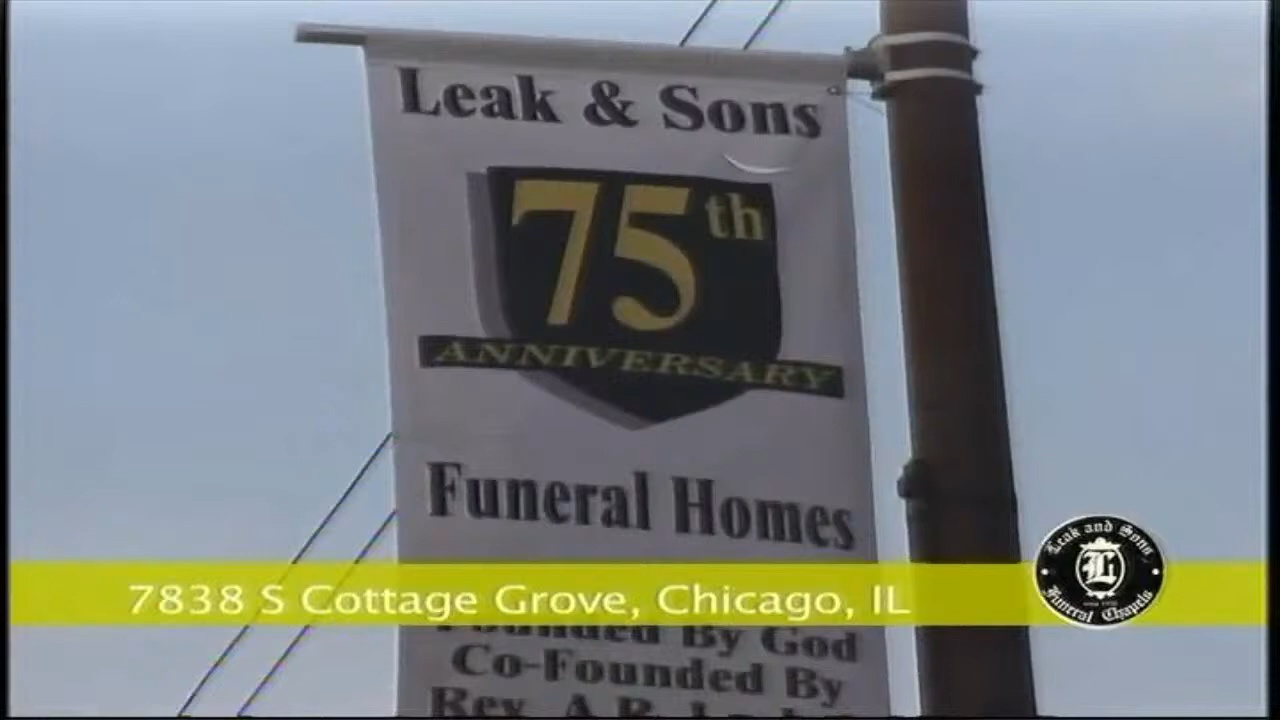 Leak & Sons
75th
ANNIVERSARY
Funeral Homes
7838 S Cottage Grove, Chicago, IL
Leak and Sons
L
Funeral Chapels
Founded By God
Co-Founded By
Rev. A.R.